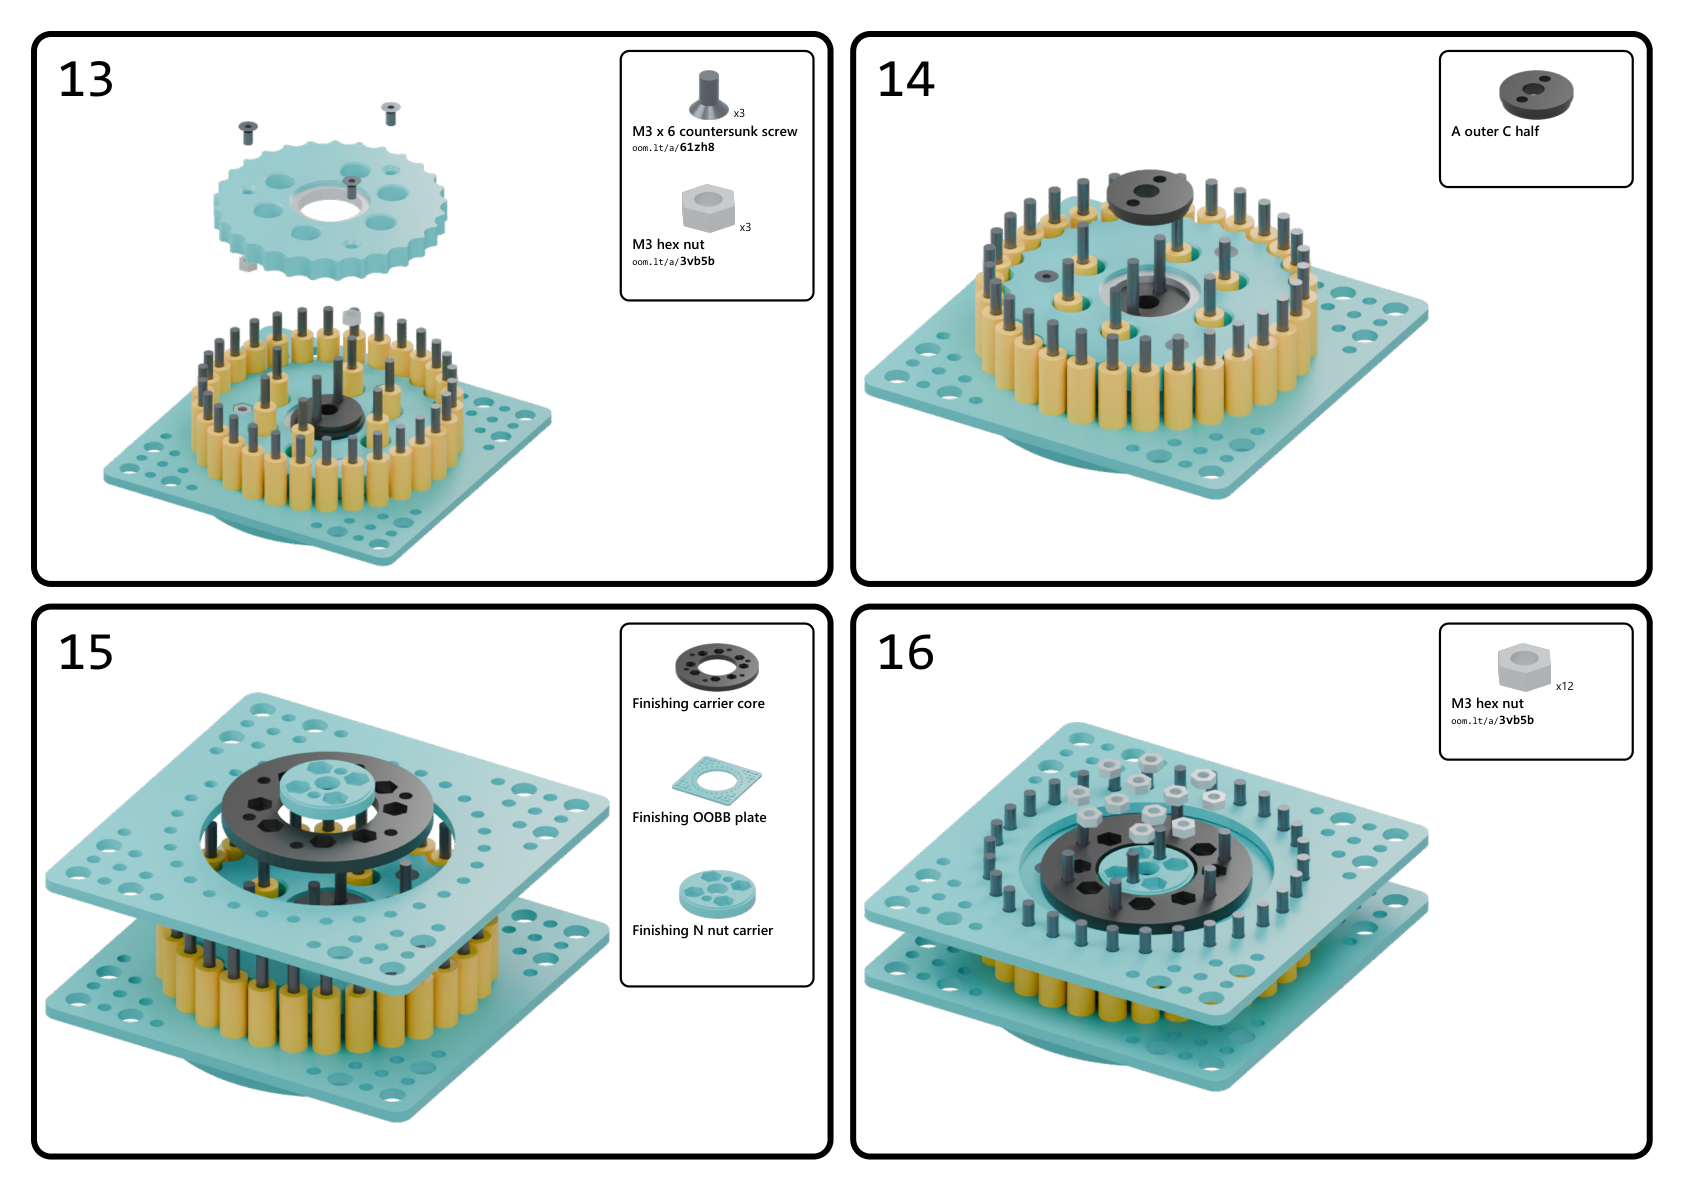 13
x3
M3 x 6 countersunk screw
oom.lt/a/61zh8
x3
M3 hex nut
oom.lt/a/3vb5b
14
A outer C half
15
Finishing carrier core
Finishing OOBB plate
Finishing N nut carrier
16
x12
M3 hex nut
oom.lt/a/3vb5b